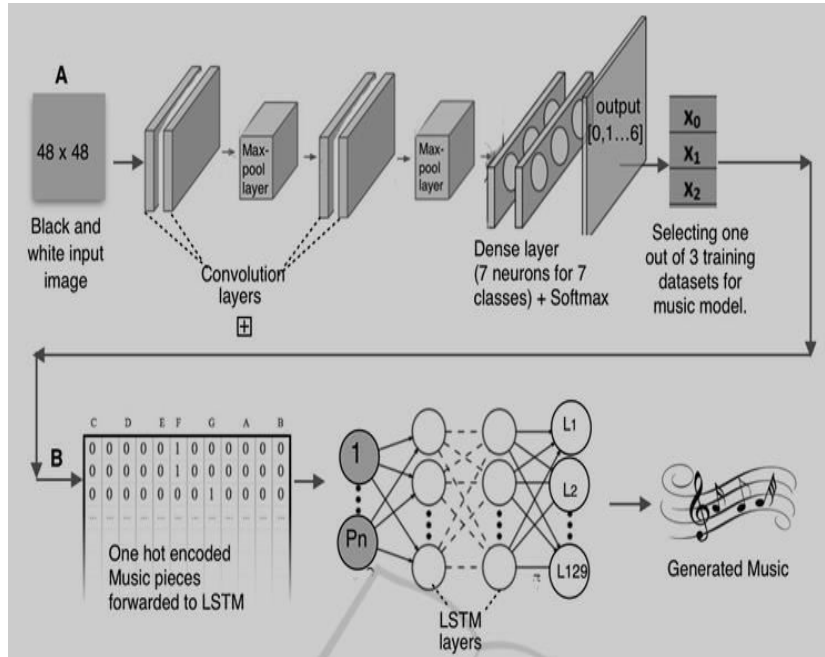 A
48 x 48
Black and
white input
image
Convolution
layers
Max-
pool
layer
Max-
pool
layer
Dense layer
(7 neurons for 7
classes) + Softmax
output
[0,1...6]
X0
X1
X2
Selecting one
out of 3 training
datasets for
music model.
B
C D E F G A B
0 0 0 0 0 1 0 0 0 0 0 0
0 0 0 0 0 1 0 0 0 0 0 0
0 0 0 0 0 0 0 1 0 0 0 0
One hot encoded
Music pieces
forwarded to LSTM
1
Pn
LSTM
layers
L1
L2
L129
Generated Music